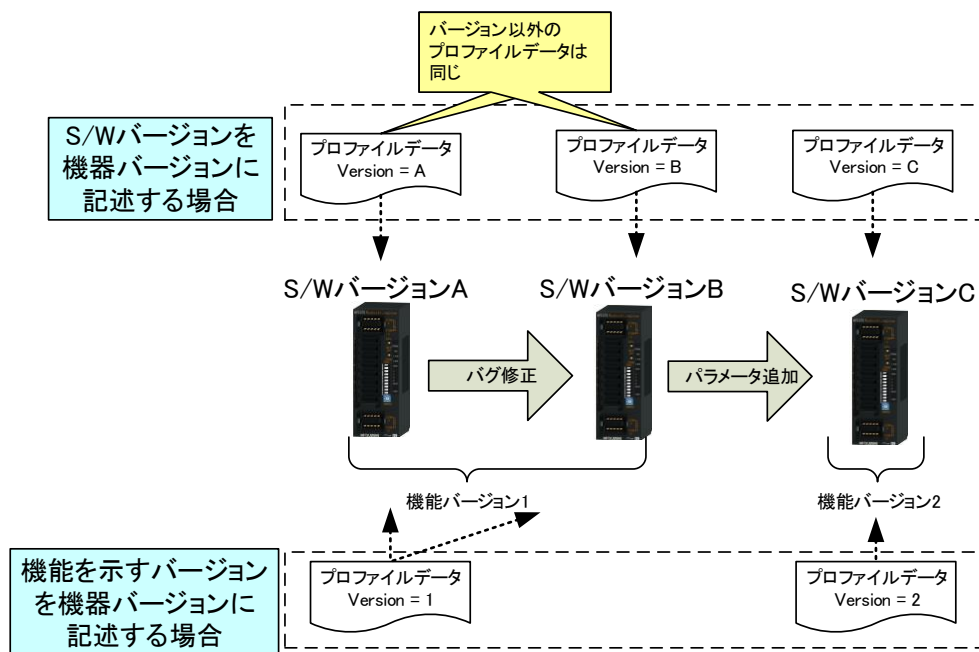 バージョン以外の
プロファイルデータは
同じ
S/Wバージョンを
機器バージョンに
記述する場合
プロファイルデータ
Version = A
プロファイルデータ
Version = B
プロファイルデータ
Version = C
S/WバージョンA
S/WバージョンB
S/WバージョンC
バグ修正
パラメータ追加
機能バージョン1
機能バージョン2
機能を示すバージョン
を機器バージョンに
記述する場合
プロファイルデータ
Version = 1
プロファイルデータ
Version = 2